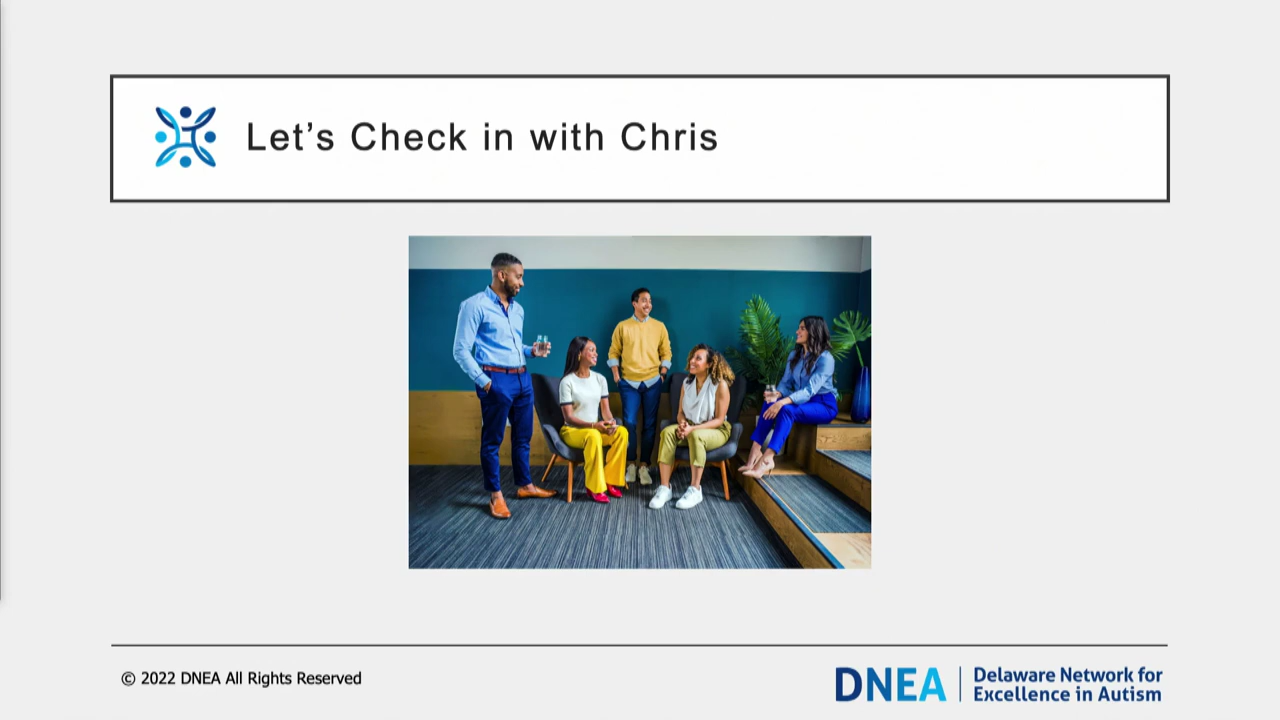 Let's Check in with Chris
© 2022 DNEA All Rights Reserved
DNEA
Delaware Network for
Excellence in Autism